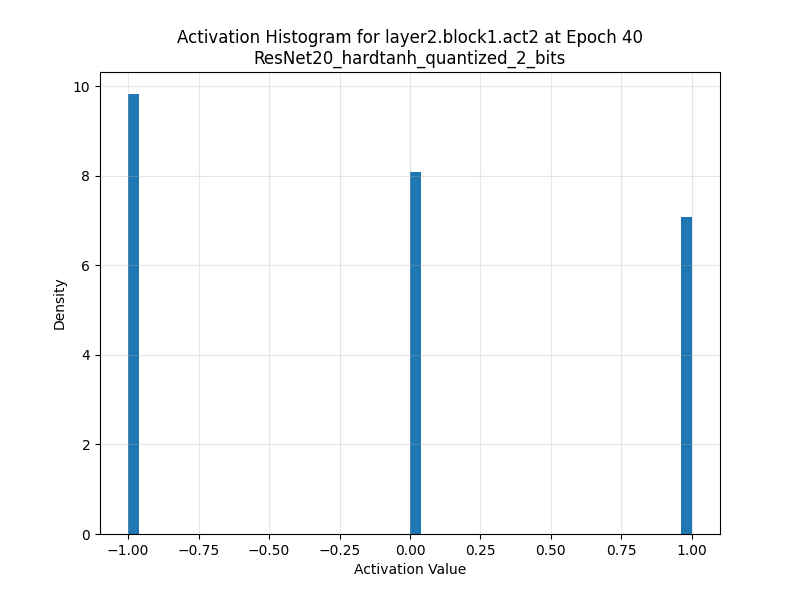 Activation Histogram for layer2.block1.act2 at Epoch 40
ResNet20_hardtanh_quantized_2_bits
10
8
6
4
2
0
Density
−1.00 −0.75 −0.50 −0.25 0.00 0.25 0.50 0.75 1.00
Activation Value